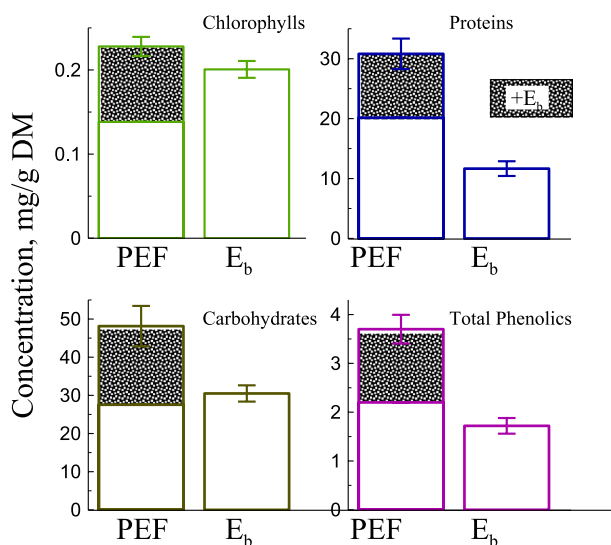 Concentration, mg/g DM
Chlorophylls
0.2
0.1
0
PEF
E_b
Proteins
30
20
10
0
+E_b
PEF
E_b
Carbohydrates
50
40
30
20
10
0
PEF
E_b
Total Phenolics
4
3
2
1
0
PEF
E_b